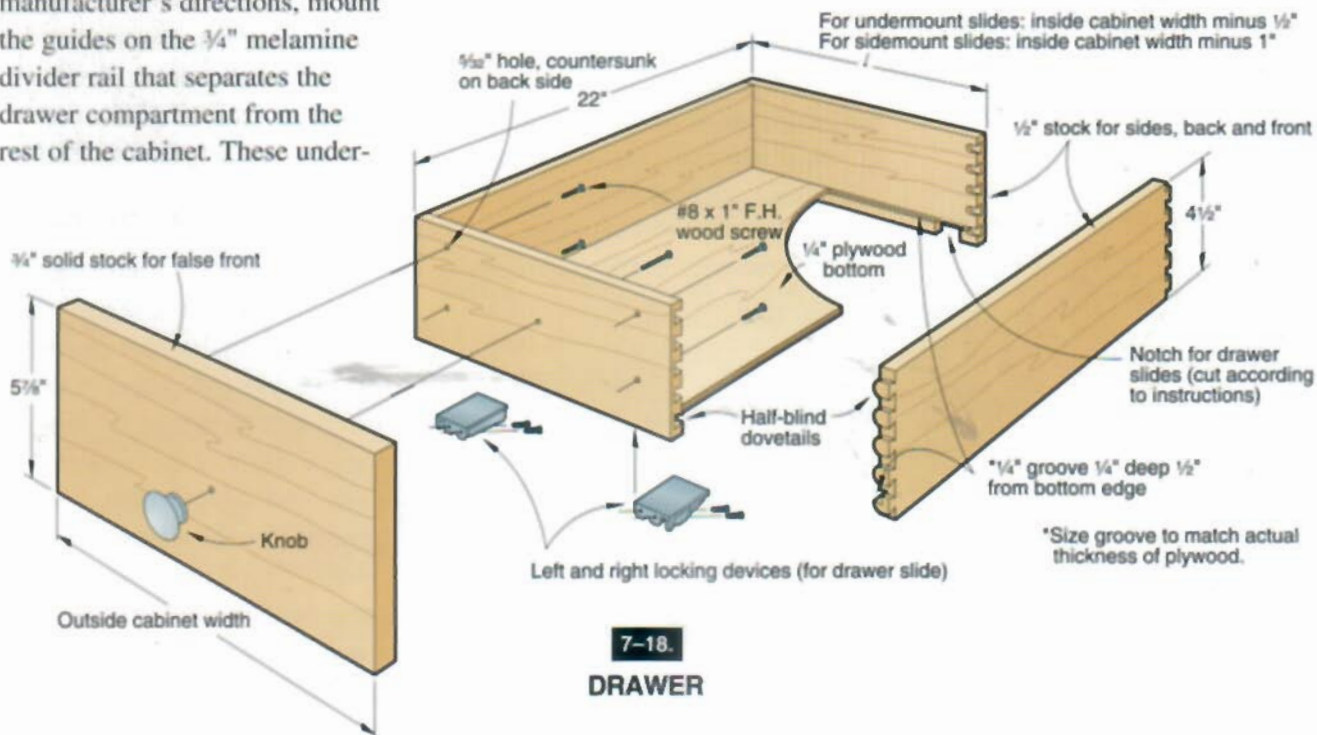 manufacturer's directions, mount
the guides on the ¾" melamine
divider rail that separates the
drawer compartment from the
rest of the cabinet. These under-
For undermount slides: inside cabinet width minus ½"
For sidemount slides: inside cabinet width minus 1"
5/32" hole, countersunk
on back side
22"
½" stock for sides, back and front
4½"
#8 x 1" F.H.
wood screw
¼" plywood
bottom
¾" solid stock for false front
5⅞"
Notch for drawer
slides (cut according
to instructions)
Half-blind
dovetails
*¼" groove ¼" deep ½"
from bottom edge
*Size groove to match actual
thickness of plywood.
Knob
Left and right locking devices (for drawer slide)
Outside cabinet width
7–18.
DRAWER